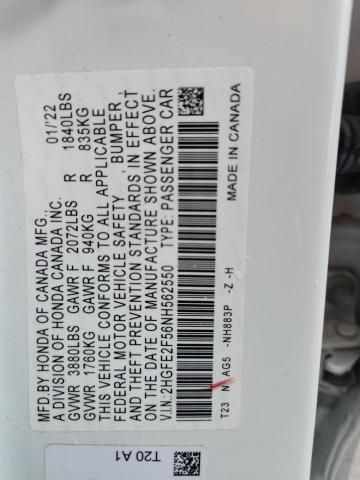 MFD.BY HONDA OF CANADA MFG., 01/'22
A DIVISION OF HONDA CANADA INC.
GVWR 3880LBS GAWR F 2072LBS R 1840LBS
GVWR 1760KG GAWR F 940KG R 835KG
THIS VEHICLE CONFORMS TO ALL APPLICABLE
FEDERAL MOTOR VEHICLE SAFETY, BUMPER,
AND THEFT PREVENTION STANDARDS IN EFFECT
ON THE DATE OF MANUFACTURE SHOWN ABOVE.
V.I.N:2HGFE2F56NH562550 TYPE: PASSENGER CAR
T23 N AG5 -NH883P -Z -H MADE IN CANADA
T20 A1